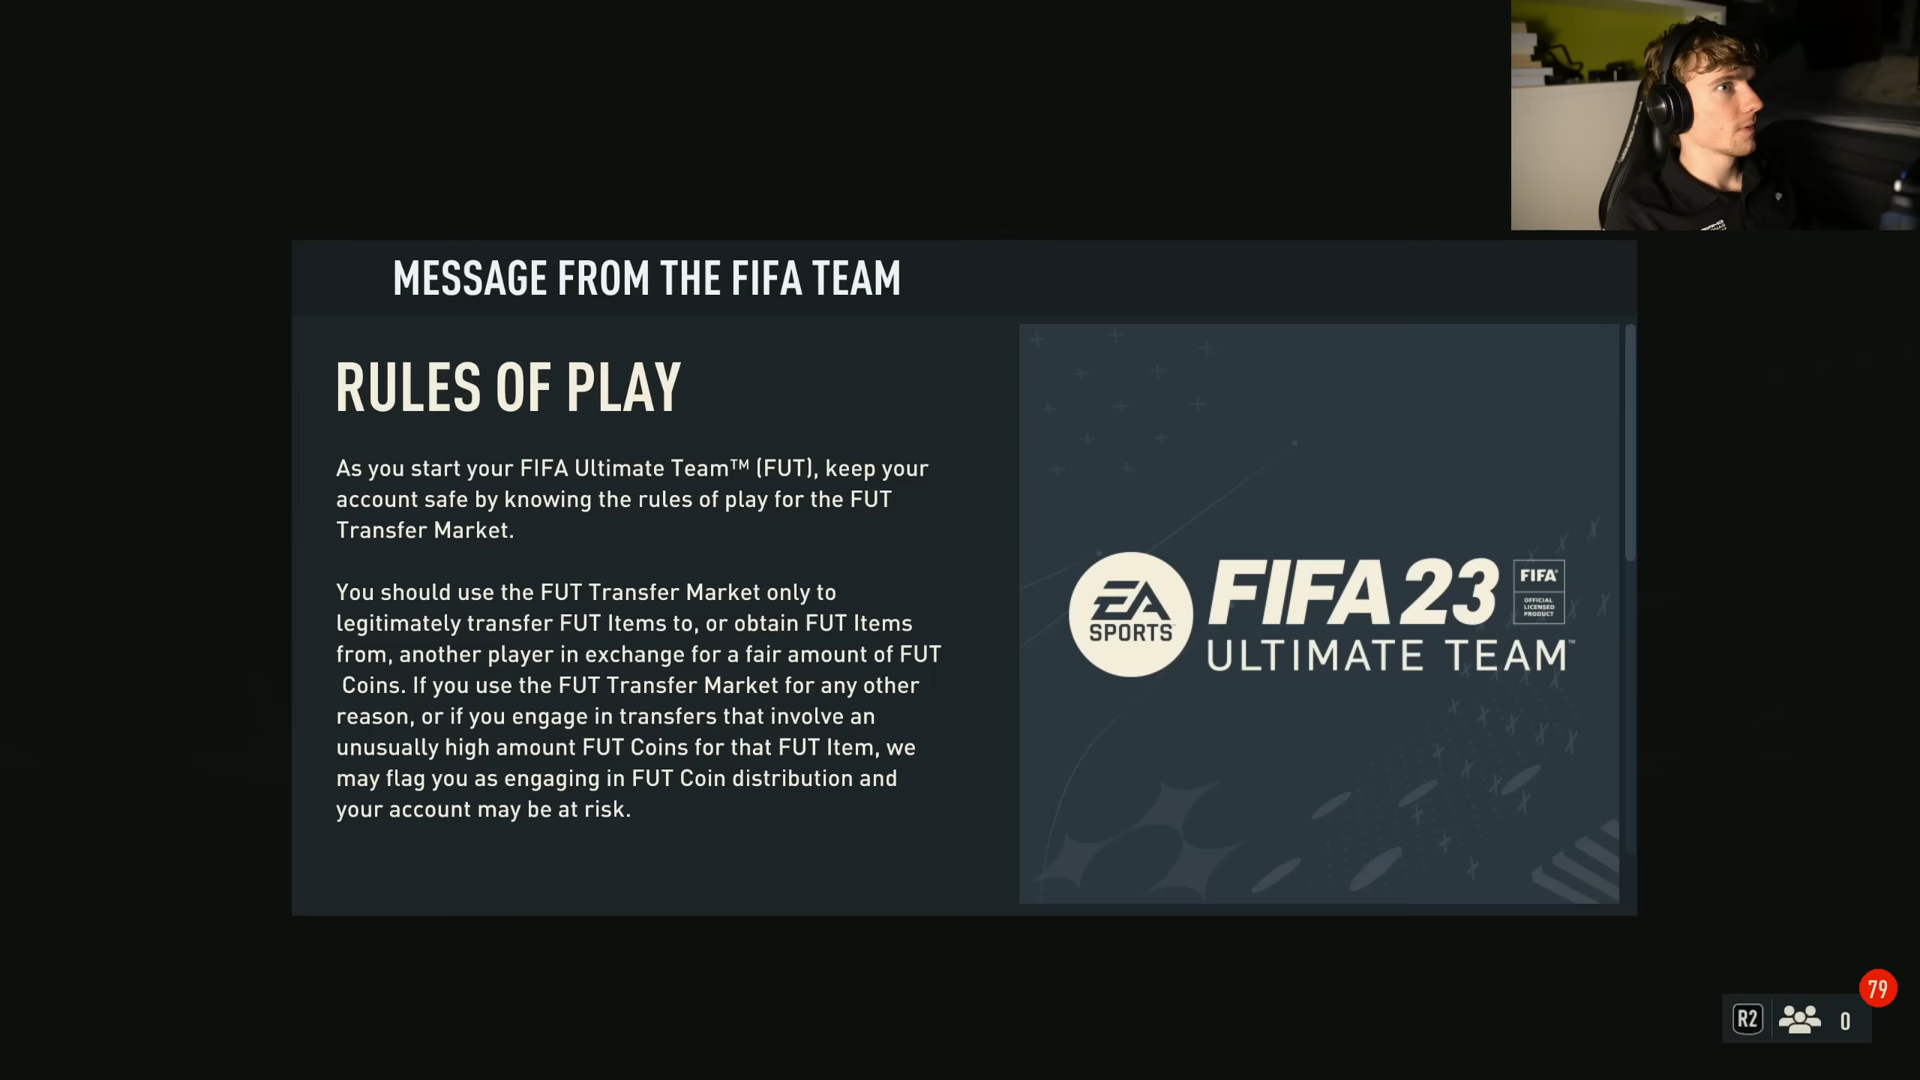 MESSAGE FROM THE FIFA TEAM
RULES OF PLAY
As you start your FIFA Ultimate Team™ (FUT), keep your
account safe by knowing the rules of play for the FUT
Transfer Market.
You should use the FUT Transfer Market only to
legitimately transfer FUT Items to, or obtain FUT Items
from, another player in exchange for a fair amount of FUT
Coins. If you use the FUT Transfer Market for any other
reason, or if you engage in transfers that involve an
unusually high amount FUT Coins for that FUT Item, we
may flag you as engaging in FUT Coin distribution and
your account may be at risk.
EA
SPORTS
FIFA 23
ULTIMATE TEAM™
FIFA®
OFFICIAL
LICENSED
PRODUCT
79
R2
0